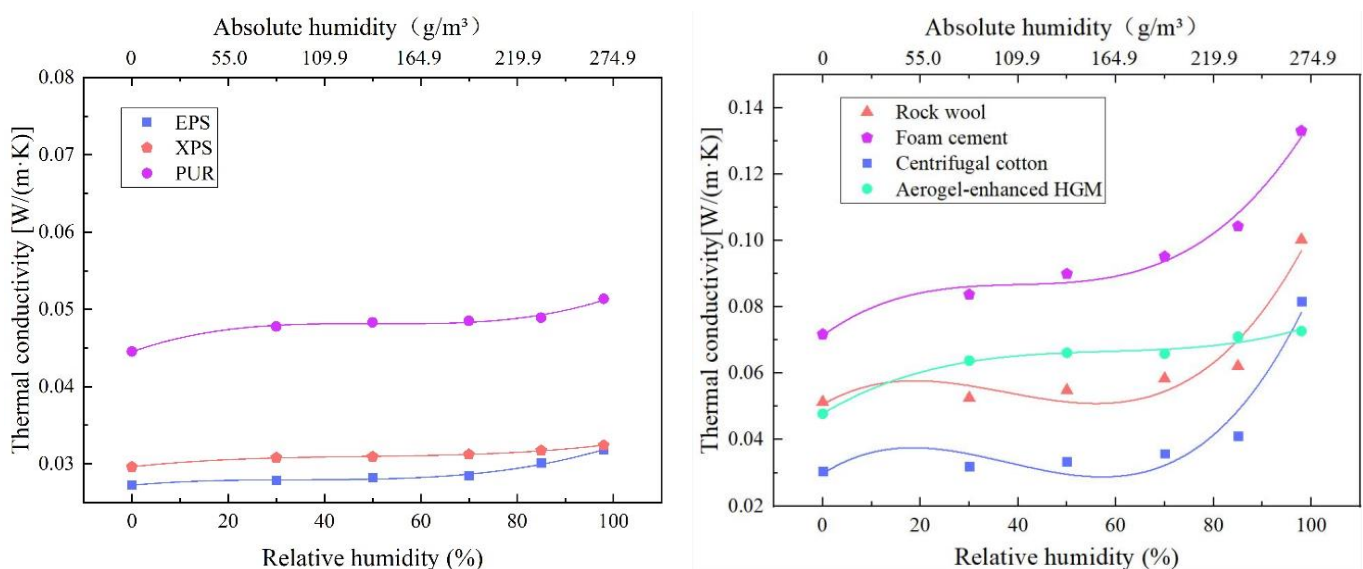 Absolute humidity（g/m³）
0 55.0 109.9 164.9 219.9 274.9
0.08
0.07
0.06
0.05
0.04
0.03
Thermal conductivity [W/(m·K)]
EPS
XPS
PUR
0 20 40 60 80 100
Relative humidity (%)
Absolute humidity（g/m³）
0 55.0 109.9 164.9 219.9 274.9
0.14
0.12
0.10
0.08
0.06
0.04
0.02
Thermal conductivity[W/(m·K)]
Rock wool
Foam cement
Centrifugal cotton
Aerogel-enhanced HGM
0 20 40 60 80 100
Relative humidity (%)